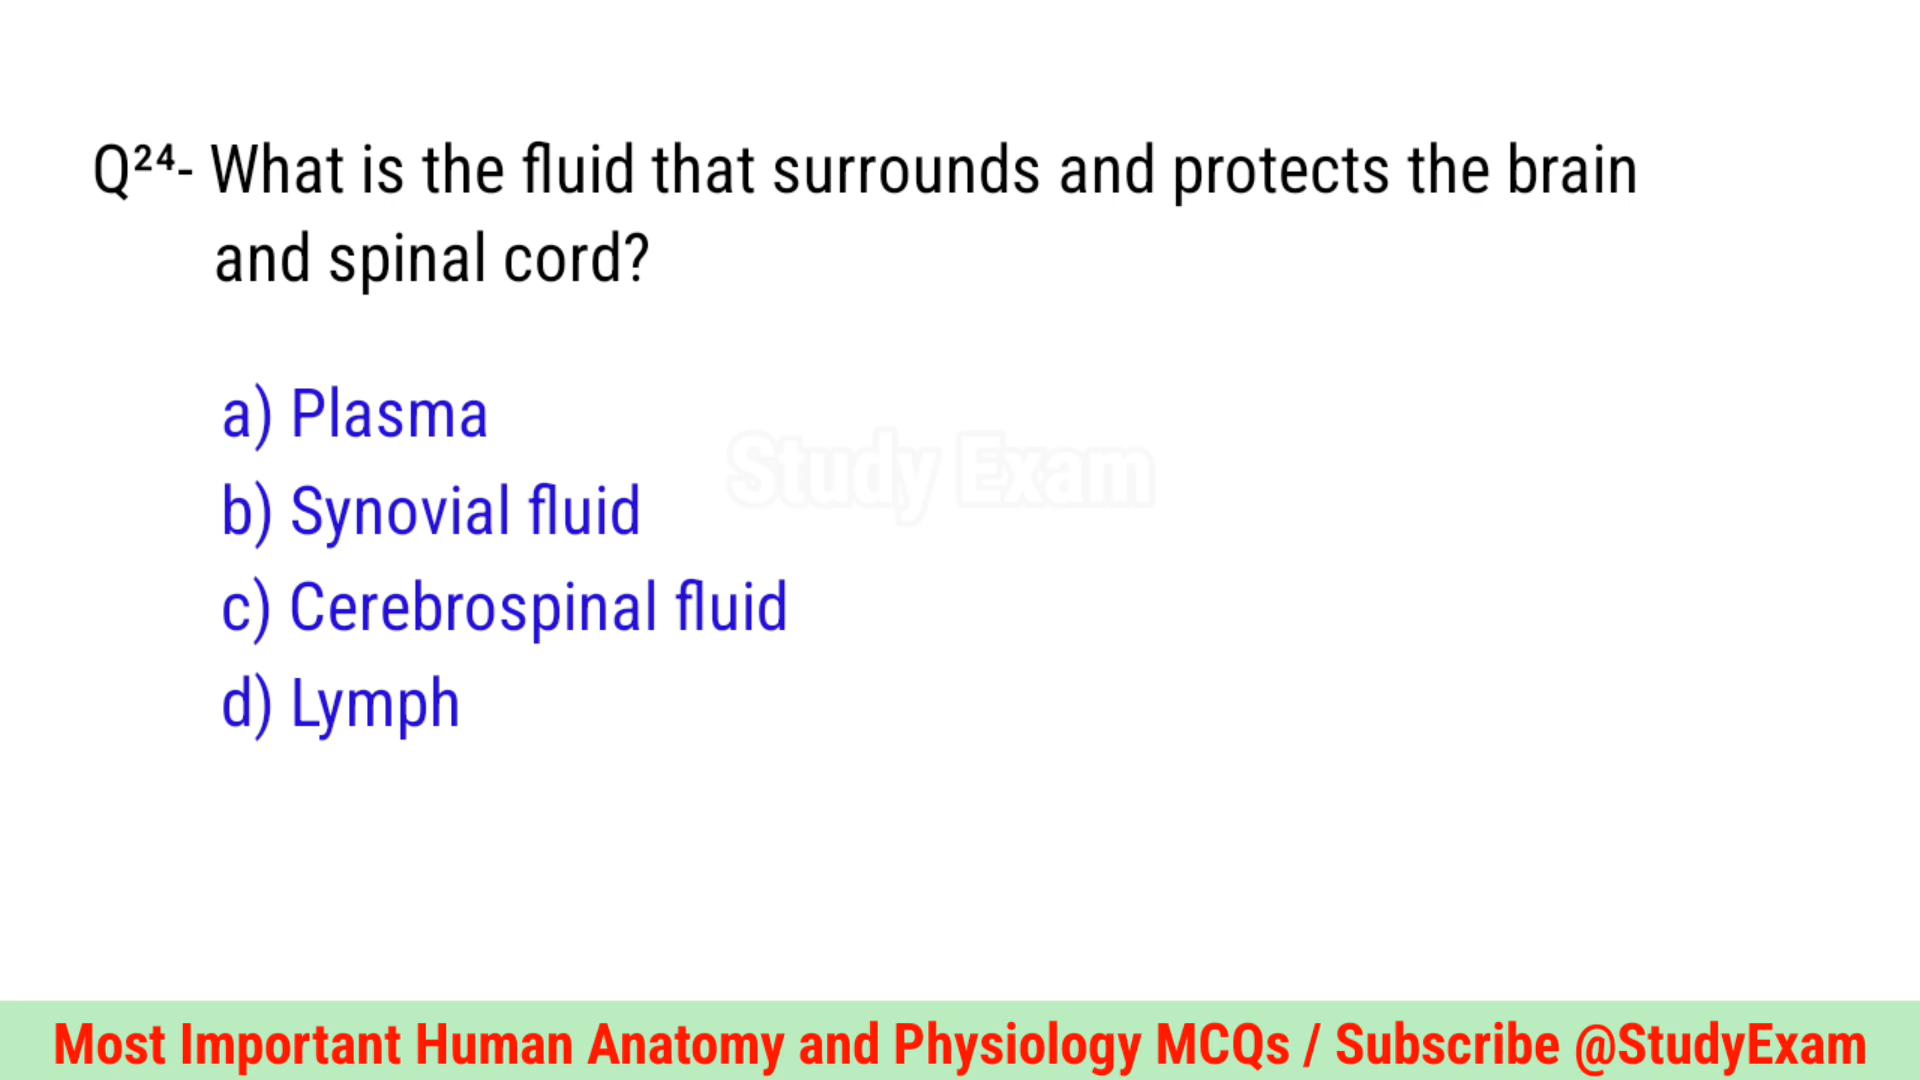 Q²⁴- What is the fluid that surrounds and protects the brain
and spinal cord?
a) Plasma
b) Synovial fluid
Study Exam
c) Cerebrospinal fluid
d) Lymph
Most Important Human Anatomy and Physiology MCQs / Subscribe @StudyExam